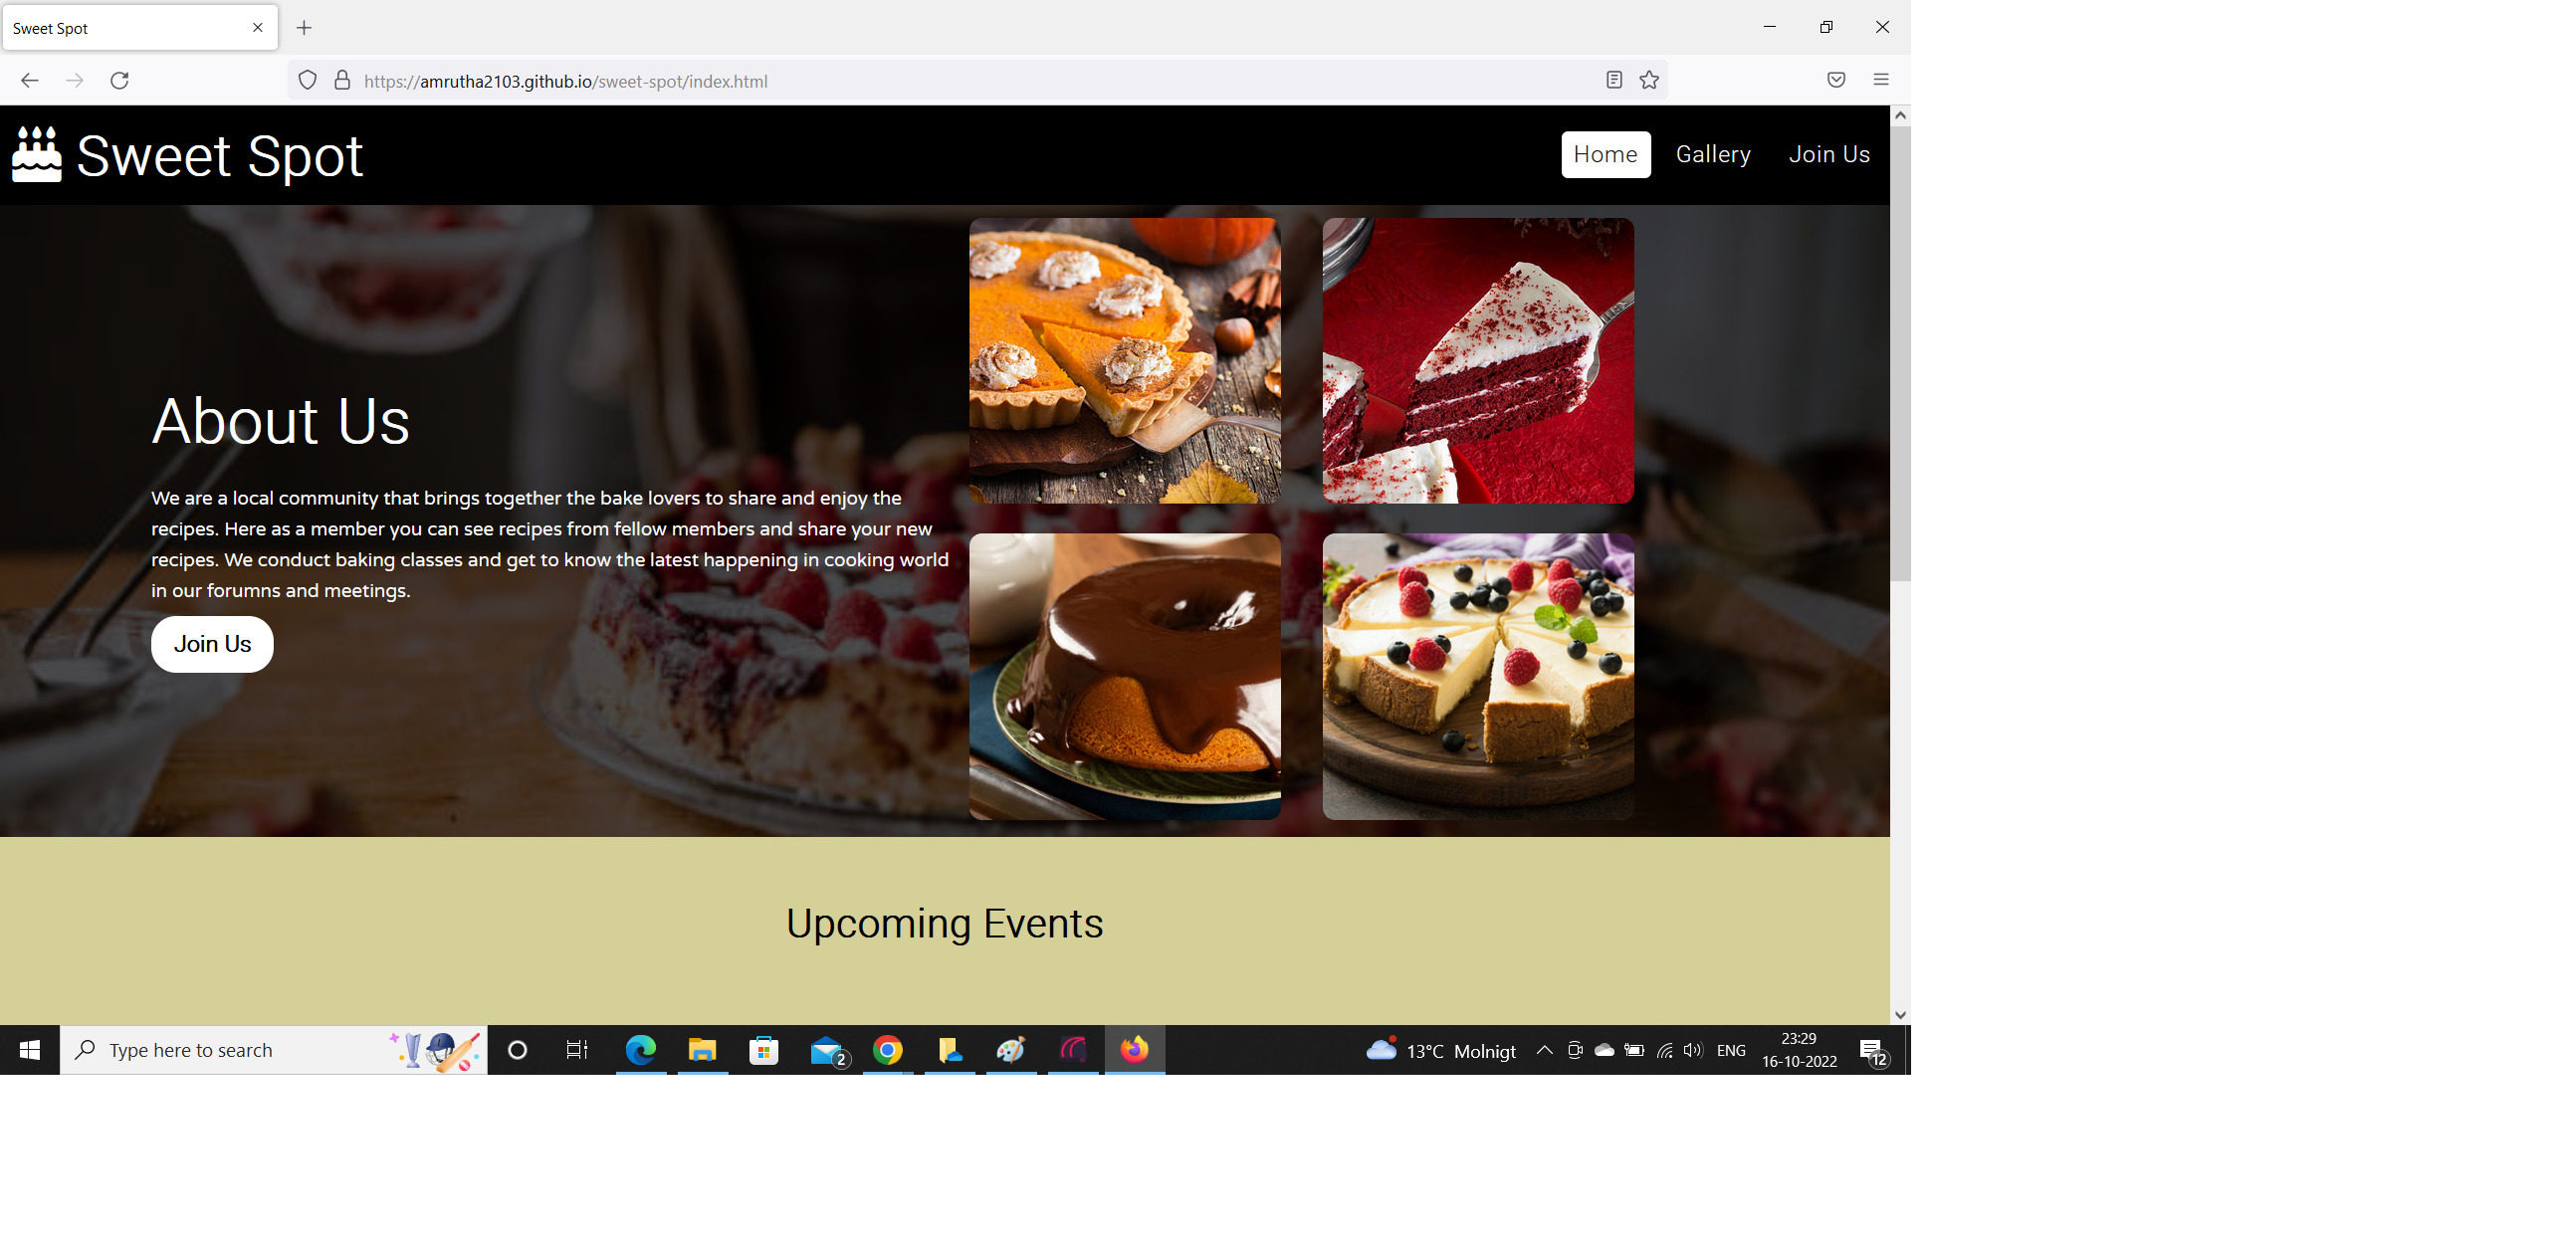 Sweet Spot
https://amrutha2103.github.io/sweet-spot/index.html
Sweet Spot
Home Gallery Join Us
About Us
We are a local community that brings together the bake lovers to share and enjoy the
recipes. Here as a member you can see recipes from fellow members and share your new
recipes. We conduct baking classes and get to know the latest happening in cooking world
in our forumns and meetings.
Join Us
Upcoming Events
Type here to search
2
13°C Molnigt
ENG
23:29
16-10-2022
12